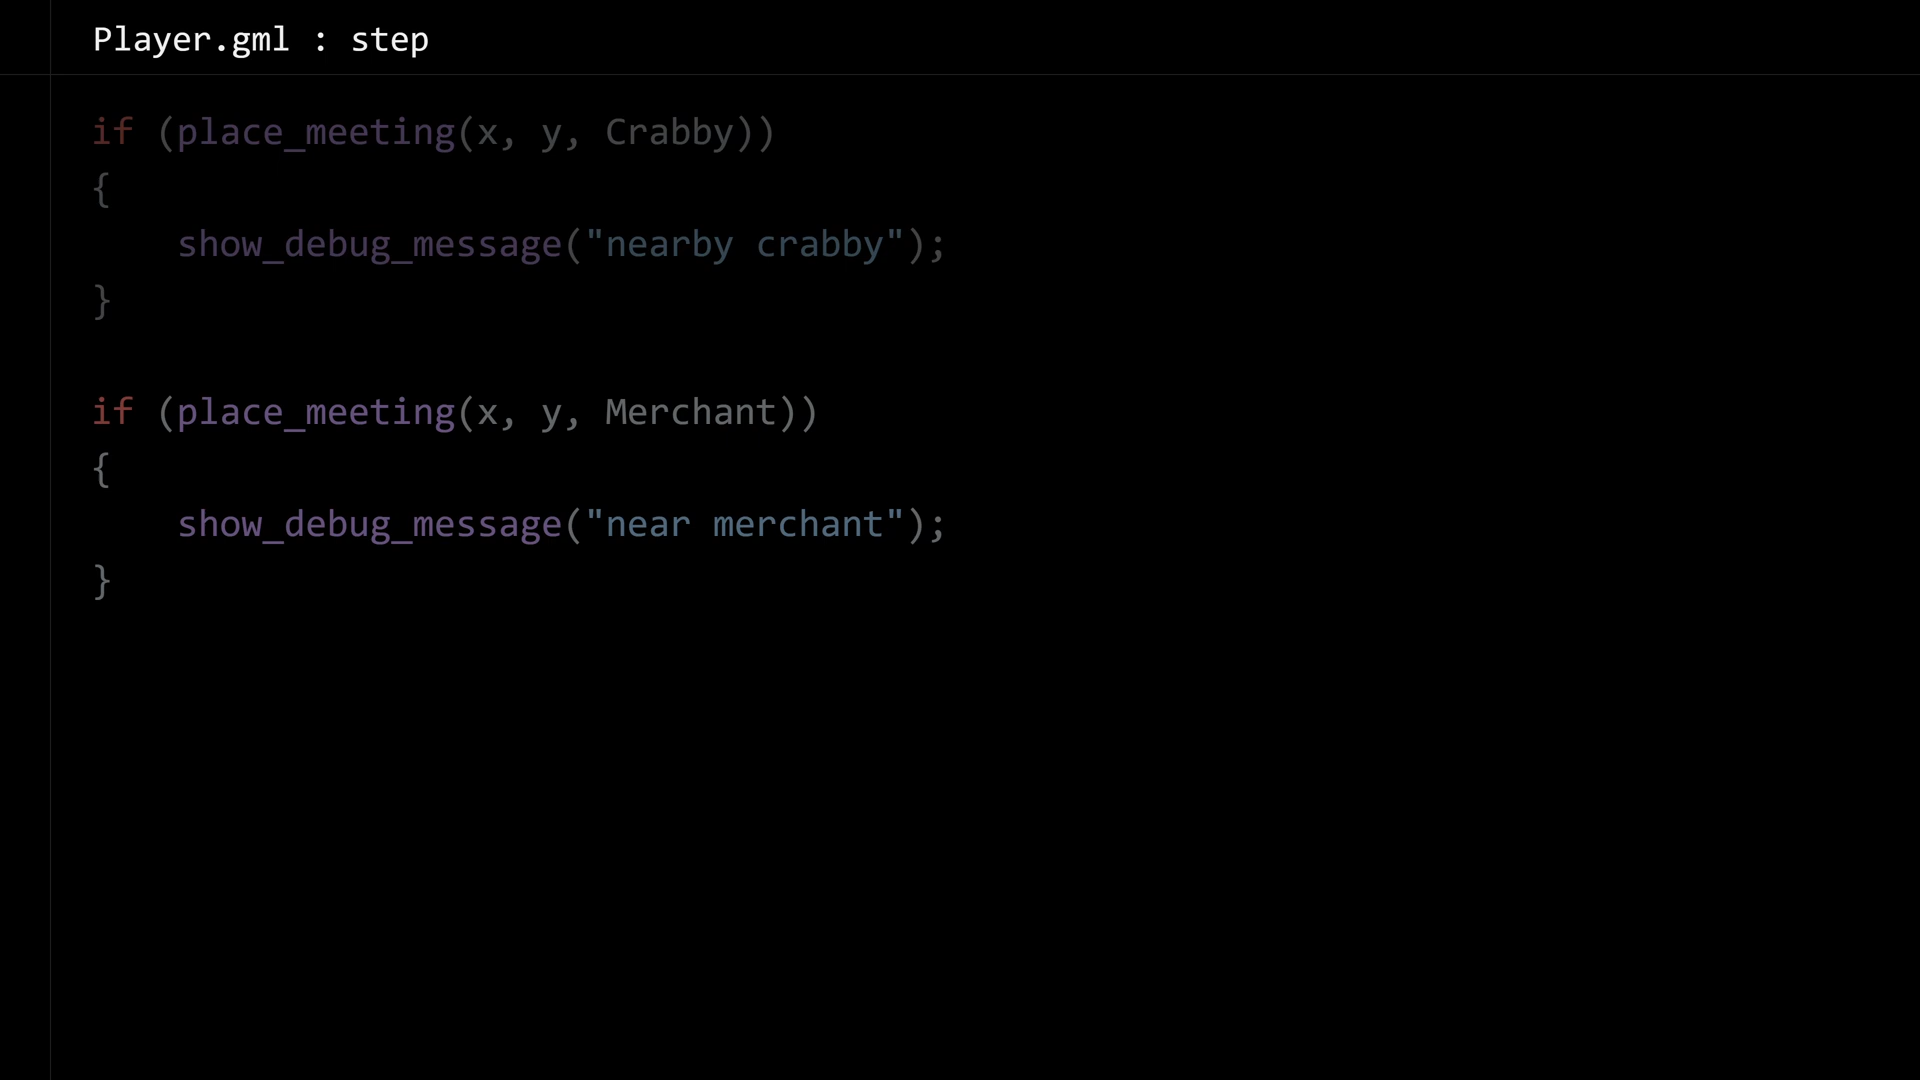 Player.gml : step
if (place_meeting(x, y, Crabby))
{
    show_debug_message("nearby crabby");
}
if (place_meeting(x, y, Merchant))
{
    show_debug_message("near merchant");
}